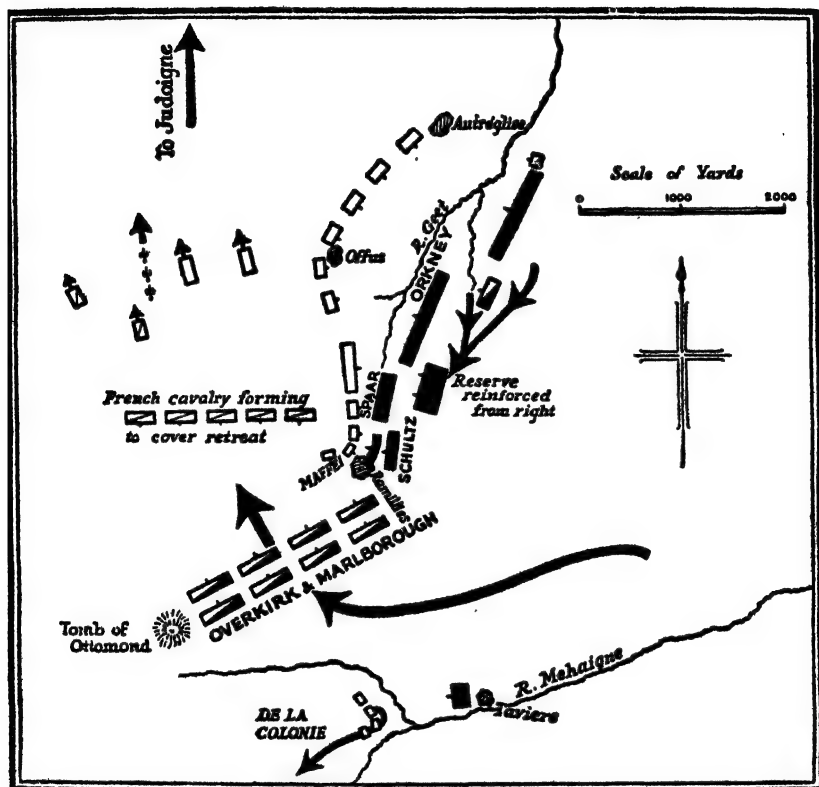 To Judoigne
Autréglise
Scale of Yards
0 1000 2000
R. Geet
Offus
ORKNEY
French cavalry forming
to cover retreat
SPAAR
Reserve
reinforced
from right
SCHULTZ
MAFFEI
Ramillies
OVERKIRK & MARLBOROUGH
Tomb of
Ottomond
R. Mehaigne
Taviere
DE LA
COLONIE